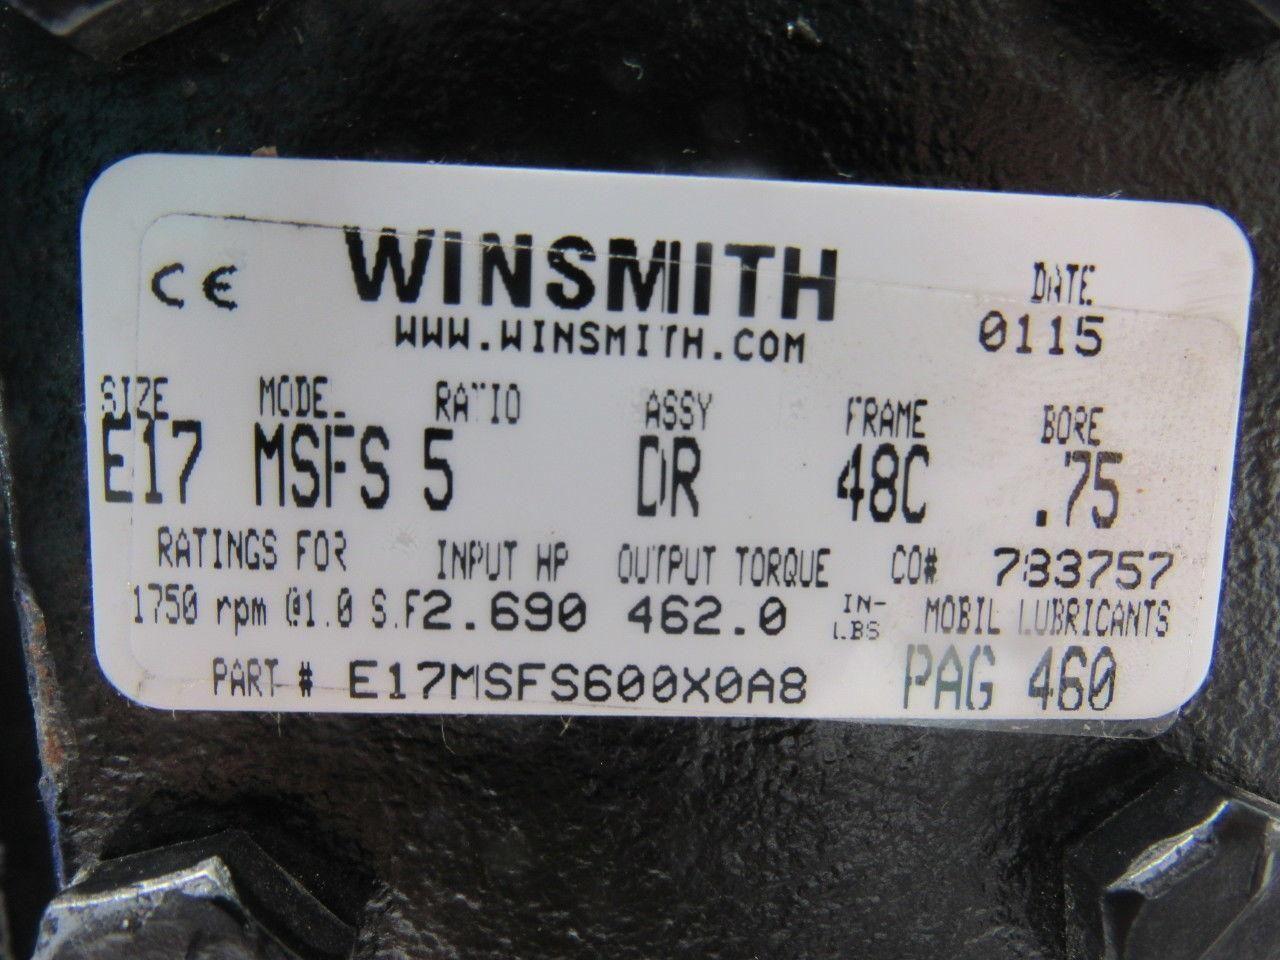 CE WINSMITH DATE
WWW.WINSMITH.COM 0115
SIZE MODEL RATIO ASSY FRAME BORE
E17 MSFS 5 DR 48C .75
RATINGS FOR INPUT HP OUTPUT TORQUE CO# 783757
1750 rpm @1.0 S.F 2.690 462.0 IN-LBS MOBIL LUBRICANTS
PART # E17MSFS600X0A8 PAG 460